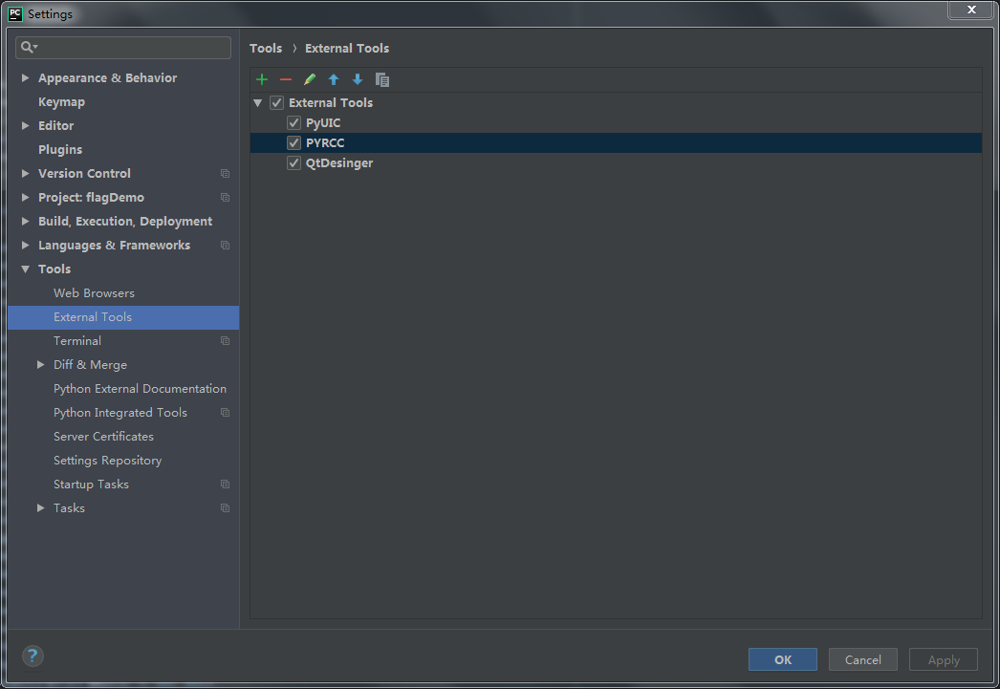 PC Settings
Tools › External Tools
Appearance & Behavior
Keymap
Editor
Plugins
Version Control
Project: flagDemo
Build, Execution, Deployment
Languages & Frameworks
Tools
Web Browsers
External Tools
Terminal
Diff & Merge
Python External Documentation
Python Integrated Tools
Server Certificates
Settings Repository
Startup Tasks
Tasks
External Tools
PyUIC
PYRCC
QtDesinger
?
OK
Cancel
Apply